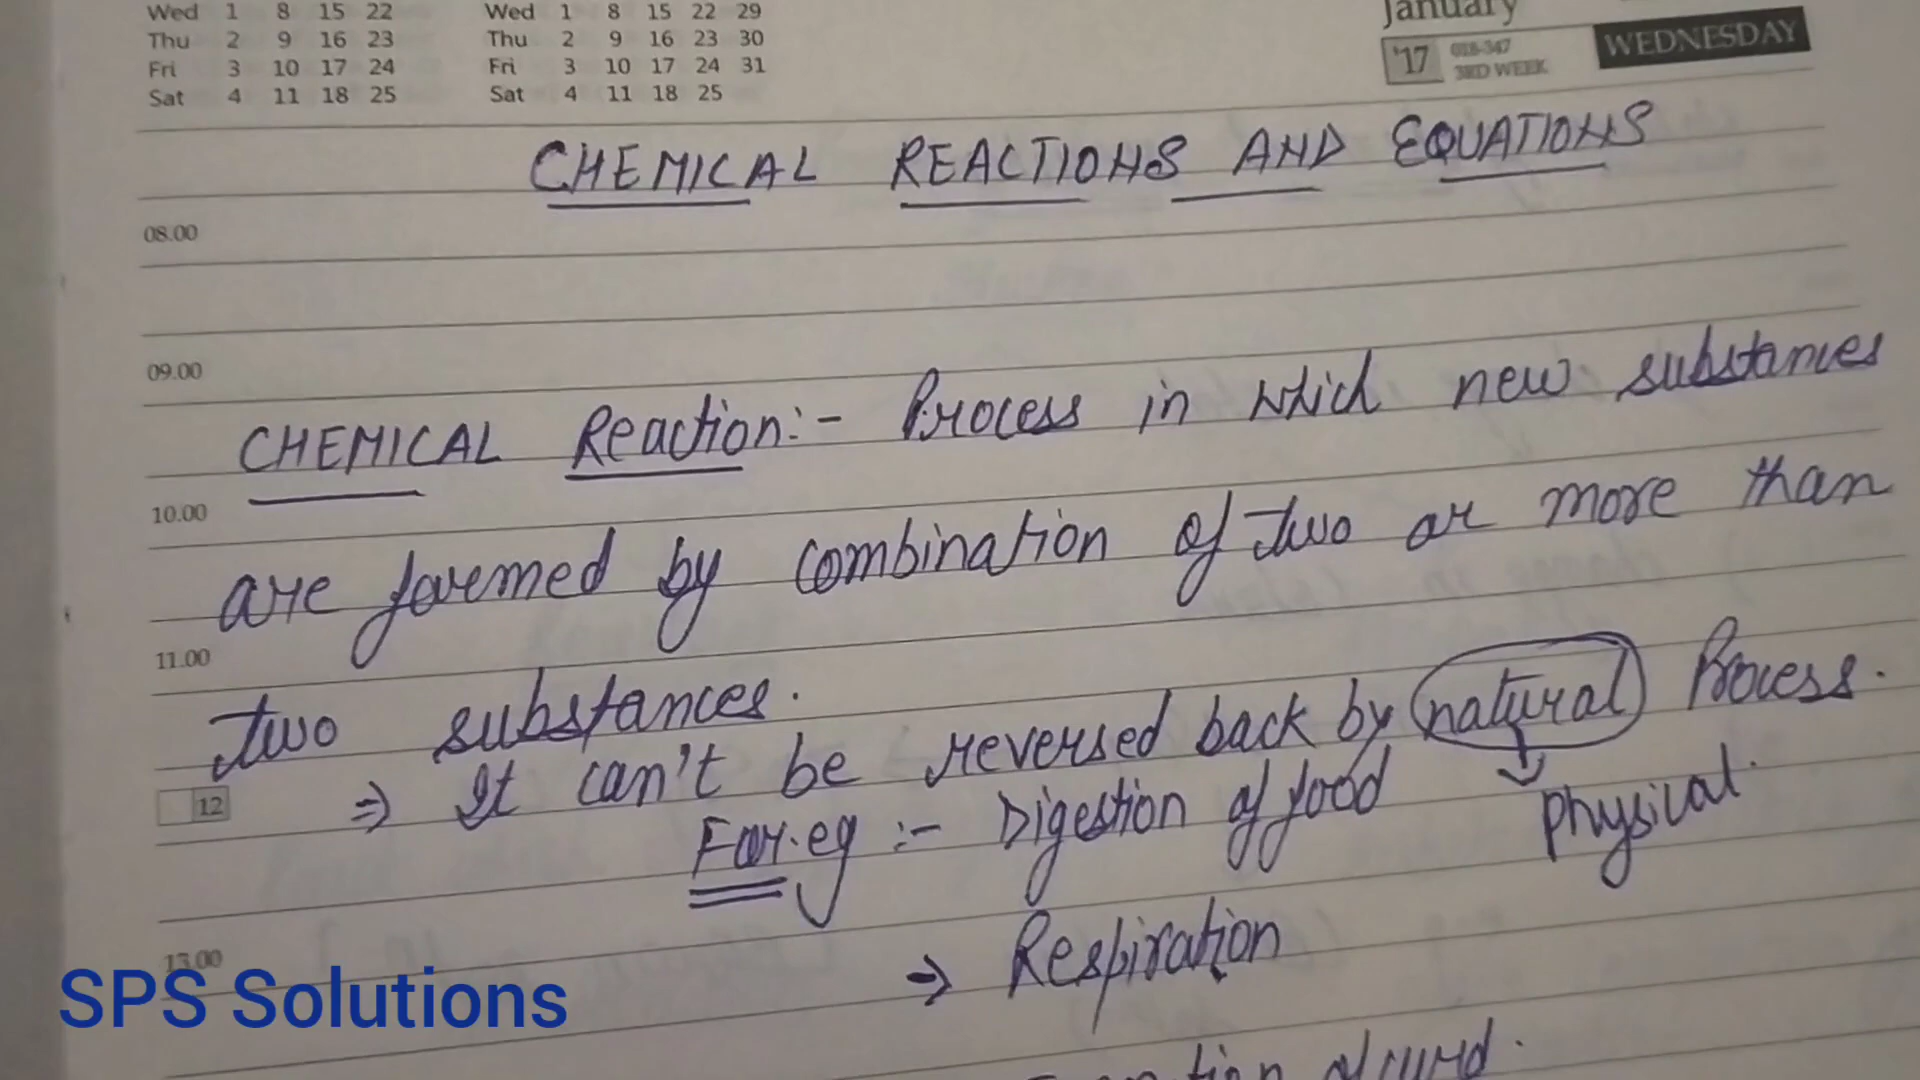 Wed 1 8 15 22 Wed 1 8 15 22 29
Thu 2 9 16 23 Thu 2 9 16 23 30
Fri 3 10 17 24 Fri 3 10 17 24 31
Sat 4 11 18 25 Sat 4 11 18 25
January
'17 018-347 WEDNESDAY
3RD WEEK
CHEMICAL REACTIONS AND EQUATIONS
08.00
09.00
CHEMICAL Reaction:- Process in which new substances
10.00
are formed by combination of two or more than
11.00
two substances.
12
⇒ It can't be reversed back by natural Process.
For.eg :- Digestion of food Physical.
13.00
→ Respiration
of curd.
SPS Solutions